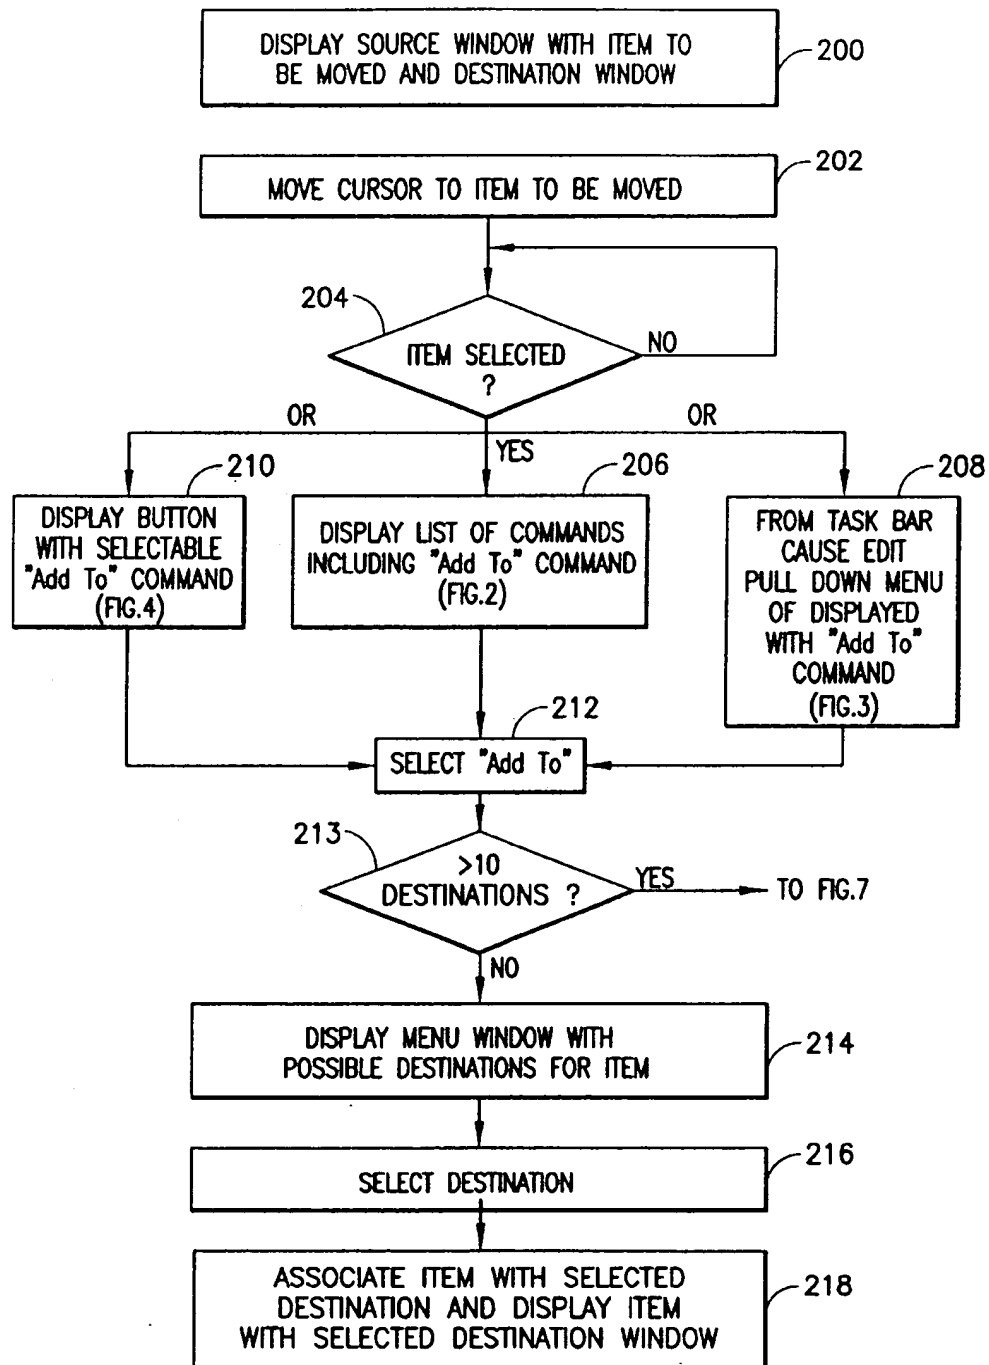 DISPLAY SOURCE WINDOW WITH ITEM TO
BE MOVED AND DESTINATION WINDOW
200
202
MOVE CURSOR TO ITEM TO BE MOVED
204
ITEM SELECTED
?
NO
OR
OR
YES
210
206
208
DISPLAY BUTTON
WITH SELECTABLE
"Add To" COMMAND
(FIG.4)
DISPLAY LIST OF COMMANDS
INCLUDING "Add To" COMMAND
(FIG.2)
FROM TASK BAR
CAUSE EDIT
PULL DOWN MENU
OF DISPLAYED
WITH "Add To"
COMMAND
(FIG.3)
212
SELECT "Add To"
213
>10
DESTINATIONS ?
YES
TO FIG.7
NO
DISPLAY MENU WINDOW WITH
POSSIBLE DESTINATIONS FOR ITEM
214
216
SELECT DESTINATION
ASSOCIATE ITEM WITH SELECTED
DESTINATION AND DISPLAY ITEM
WITH SELECTED DESTINATION WINDOW
218